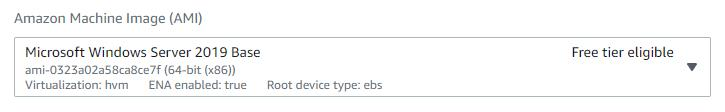 Amazon Machine Image (AMI)
Microsoft Windows Server 2019 Base Free tier eligible
ami-0323a02a58ca8ce7f (64-bit (x86))
Virtualization: hvm ENA enabled: true Root device type: ebs